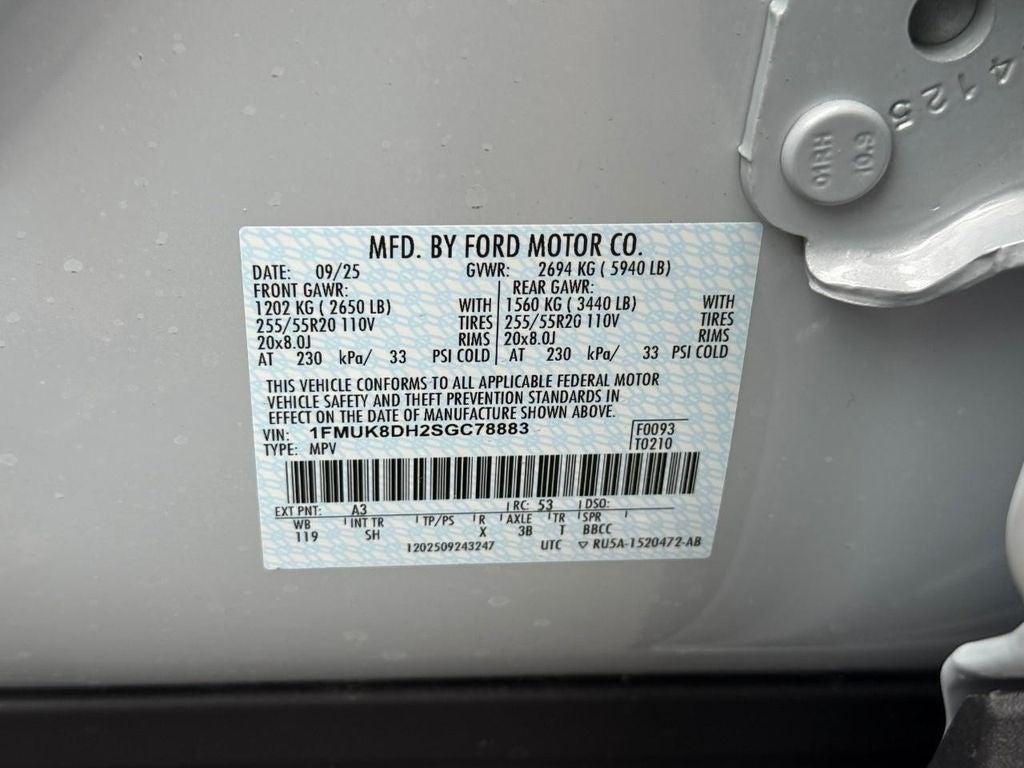 4125
01RH
10.9
MFD. BY FORD MOTOR CO.
DATE: 09/25 GVWR: 2694 KG ( 5940 LB)
FRONT GAWR: REAR GAWR:
1202 KG ( 2650 LB) WITH 1560 KG ( 3440 LB) WITH
255/55R20 110V TIRES 255/55R20 110V TIRES
20x8.0J RIMS 20x8.0J RIMS
AT 230 kPa/ 33 PSI COLD AT 230 kPa/ 33 PSI COLD
THIS VEHICLE CONFORMS TO ALL APPLICABLE FEDERAL MOTOR
VEHICLE SAFETY AND THEFT PREVENTION STANDARDS IN
EFFECT ON THE DATE OF MANUFACTURE SHOWN ABOVE.
VIN: 1FMUK8DH2SGC78883 F0093
TYPE: MPV T0210
EXT PNT: A3 RC: 53 DSO:
WB INT TR TP/PS R AXLE TR SPR
119 SH X 3B T BBCC
1202509243247 UTC ▽ RU5A-1520472-AB